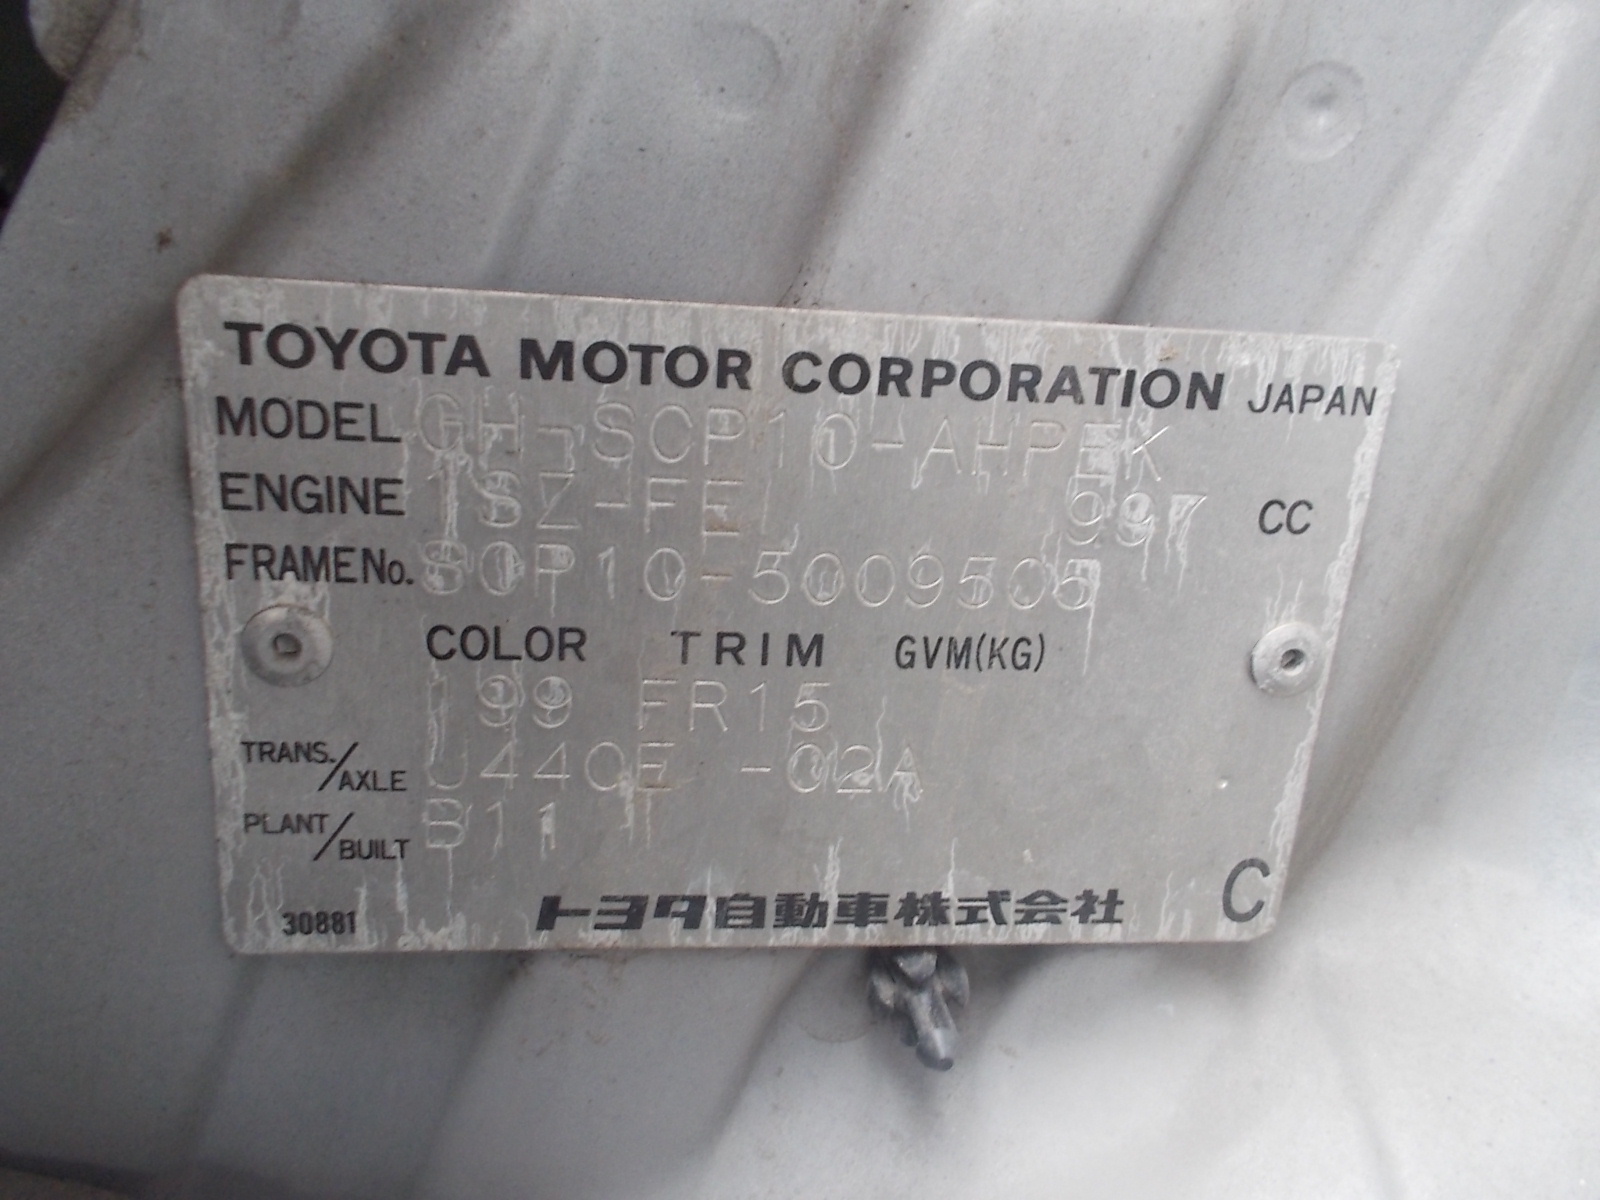 TOYOTA MOTOR CORPORATION JAPAN
MODEL GH-SCP10-AHPEK
ENGINE 1SZ-FE 997 CC
FRAME No. SCP10-5009505
COLOR TRIM GVM(KG)
199 FR15
TRANS./AXLE U440E -02A
PLANT/BUILT B11
30881 トヨタ自動車株式会社 C